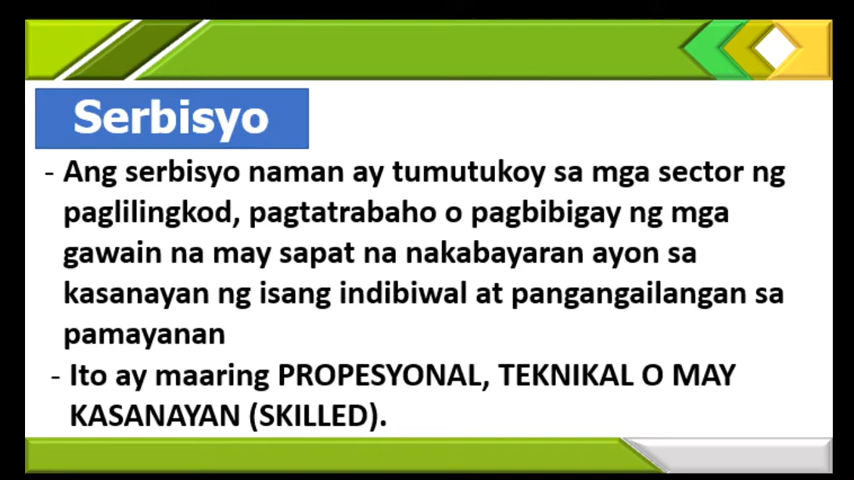 Serbisyo
- Ang serbisyo naman ay tumutukoy sa mga sector ng
paglilingkod, pagtatrabaho o pagbibigay ng mga
gawain na may sapat na nakabayaran ayon sa
kasanayan ng isang indibiwal at pangangailangan sa
pamayanan
- Ito ay maaring PROPESYONAL, TEKNIKAL O MAY
KASANAYAN (SKILLED).